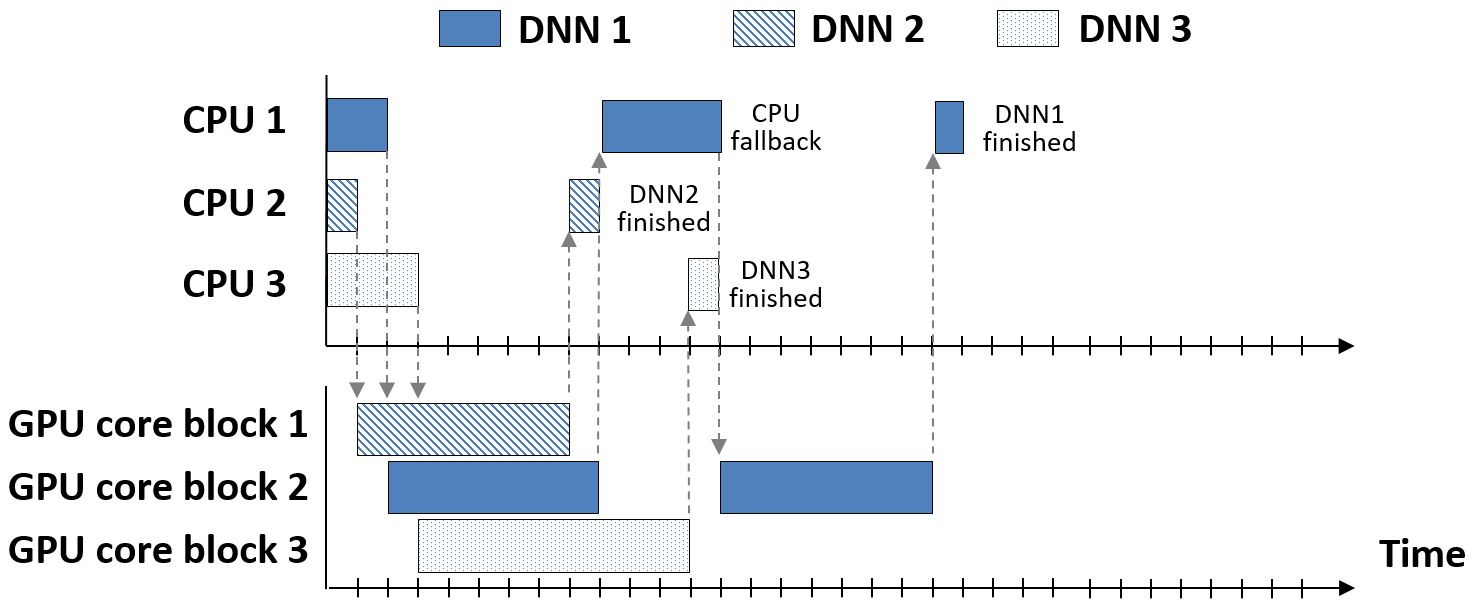 DNN 1
DNN 2
DNN 3
CPU 1
CPU
fallback
DNN1
finished
CPU 2
DNN2
finished
CPU 3
DNN3
finished
GPU core block 1
GPU core block 2
GPU core block 3
Time